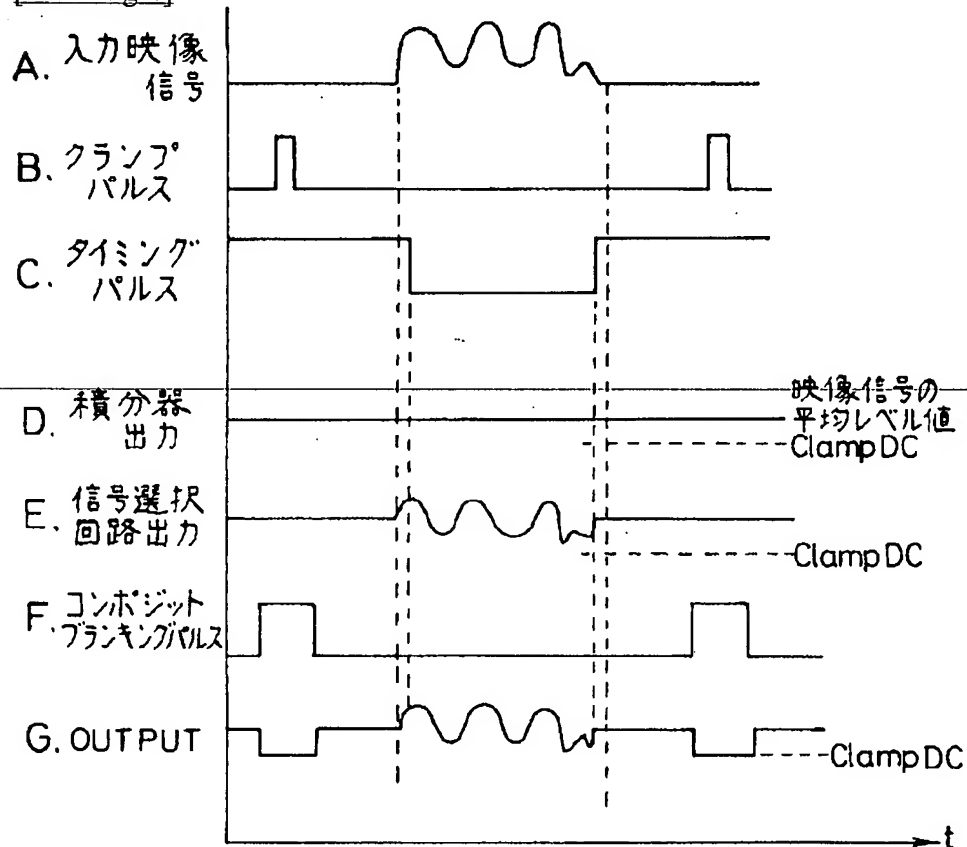 A. 入力映像
信号
B. クランプ
パルス
C. タイミング
パルス
D. 積分器
出力
映像信号の
平均レベル値
Clamp DC
E. 信号選択
回路出力
Clamp DC
F. コンポジット
ブランキングパルス
G. OUTPUT
Clamp DC
t